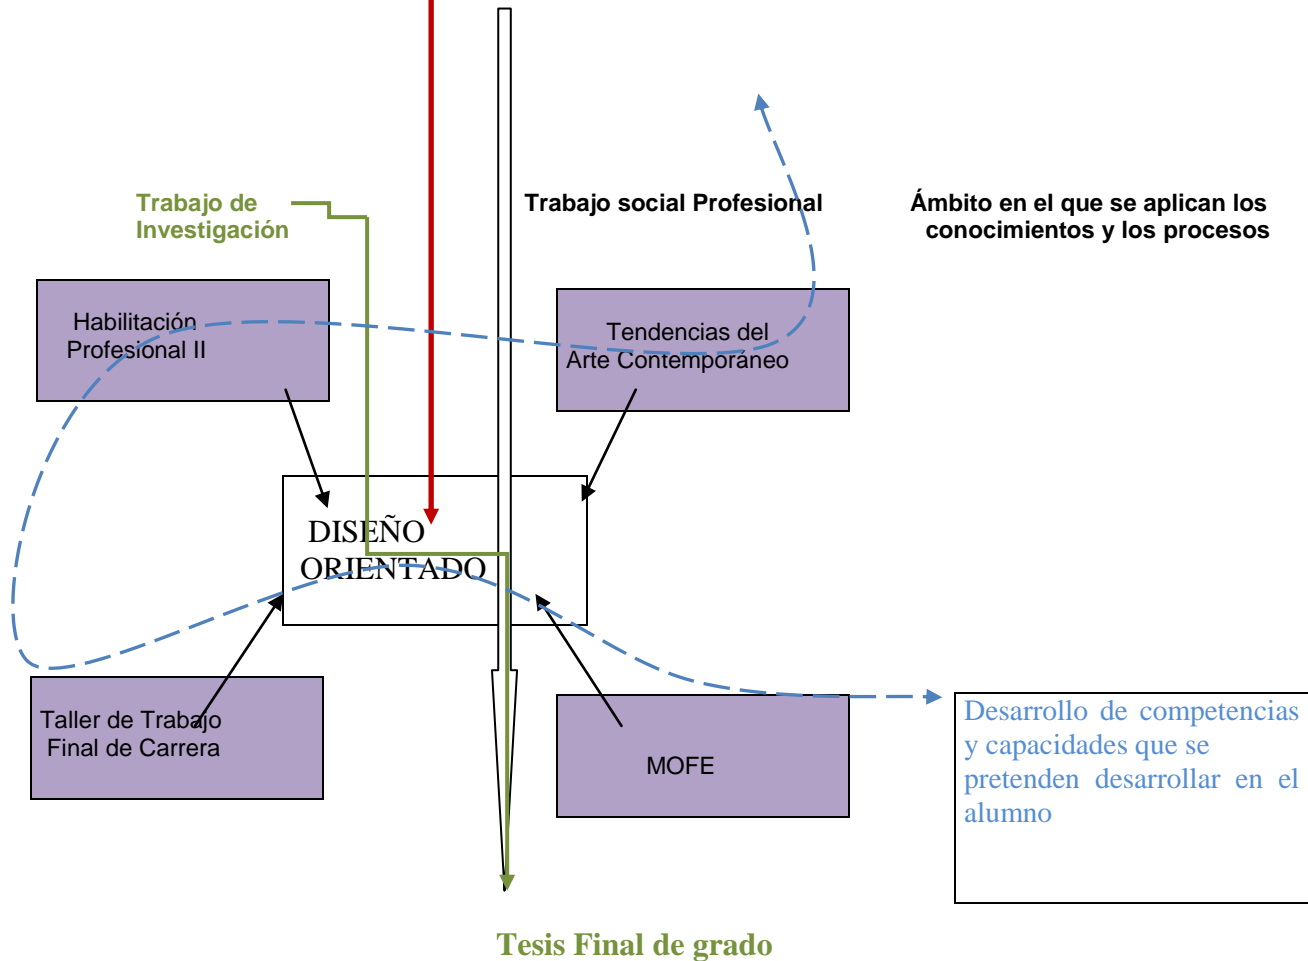 Trabajo de
Investigación
Trabajo social Profesional
Ámbito en el que se aplican los
conocimientos y los procesos
Habilitación
Profesional II
Tendencias del
Arte Contemporáneo
DISEÑO
ORIENTADO
Taller de Trabajo
Final de Carrera
MOFE
Desarrollo de competencias
y capacidades que se
pretenden desarrollar en el
alumno
Tesis Final de grado